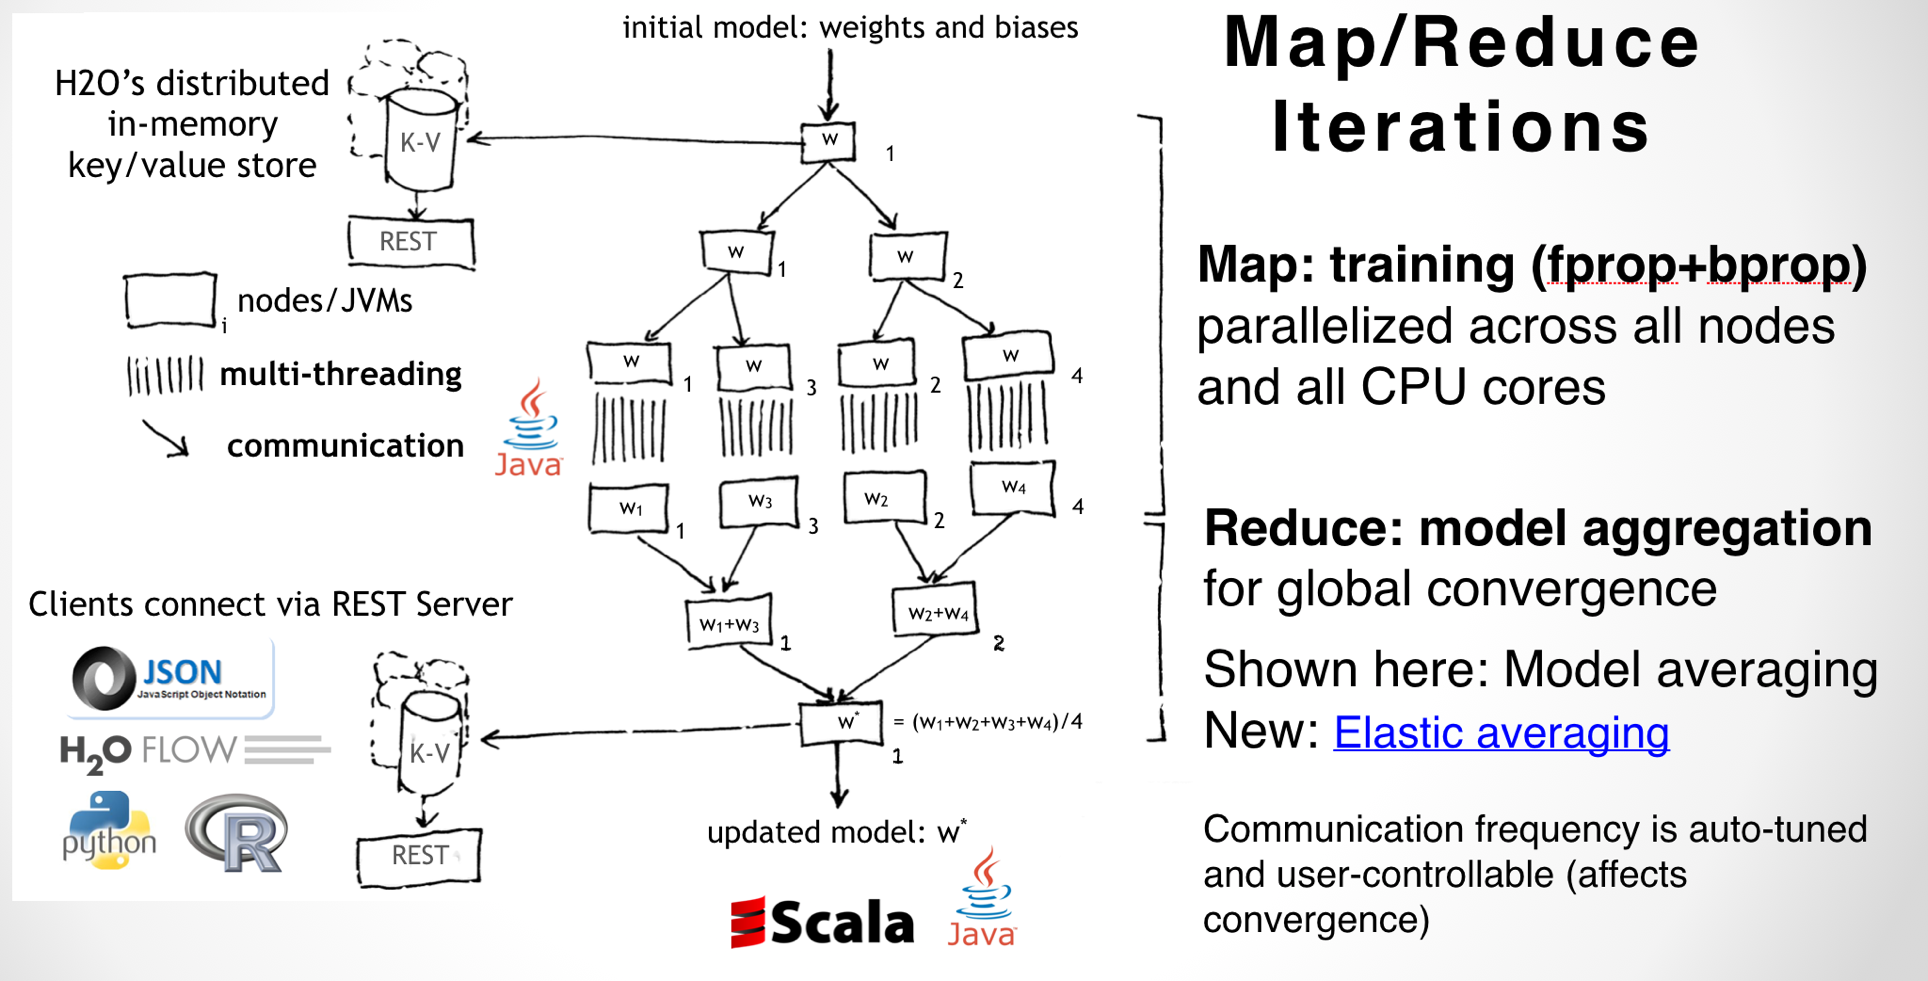 initial model: weights and biases
Map/Reduce
Iterations
H2O's distributed
in-memory
key/value store
K-V
REST
w
1
w
1
w
2
nodes/JVMs
i
multi-threading
communication
Java
w
1
w
3
w
2
w
4
w1
1
w3
3
w2
2
w4
4
w1+w3
1
w2+w4
2
w*
1
= (w1+w2+w3+w4)/4
updated model: w*
Scala
Java
Map: training (fprop+bprop)
parallelized across all nodes
and all CPU cores
Reduce: model aggregation
for global convergence
Shown here: Model averaging
New: Elastic averaging
Communication frequency is auto-tuned
and user-controllable (affects
convergence)
Clients connect via REST Server
JSON
JavaScript Object Notation
H2O FLOW
python
R
K-V
REST